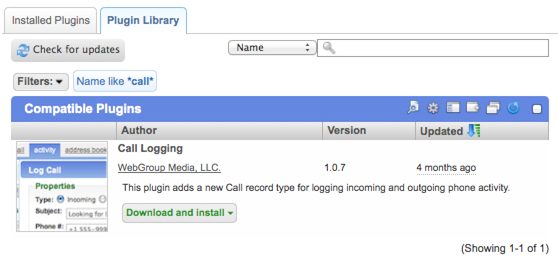 Installed Plugins Plugin Library
Check for updates Name
Filters: Name like *call*
Compatible Plugins
Author Version Updated
Call Logging
WebGroup Media, LLC. 1.0.7 4 months ago
This plugin adds a new Call record type for logging incoming and outgoing phone activity.
Download and install
all activity address book
Log Call
Properties
Type: Incoming
Subject: Looking for
Phone #: +1 555-999
(Showing 1-1 of 1)